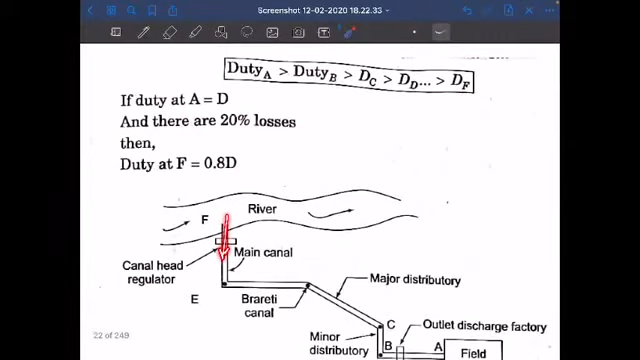 Screenshot 12-02-2020 18.22.33
Duty_A > Duty_B > D_C > D_D... > D_F
If duty at A = D
And there are 20% losses
then,
Duty at F = 0.8D
River
F
Main canal
Canal head
regulator
Major distributory
E
Brareti
canal
C
Outlet discharge factory
Minor
distributory
B
A
Field
22 of 249